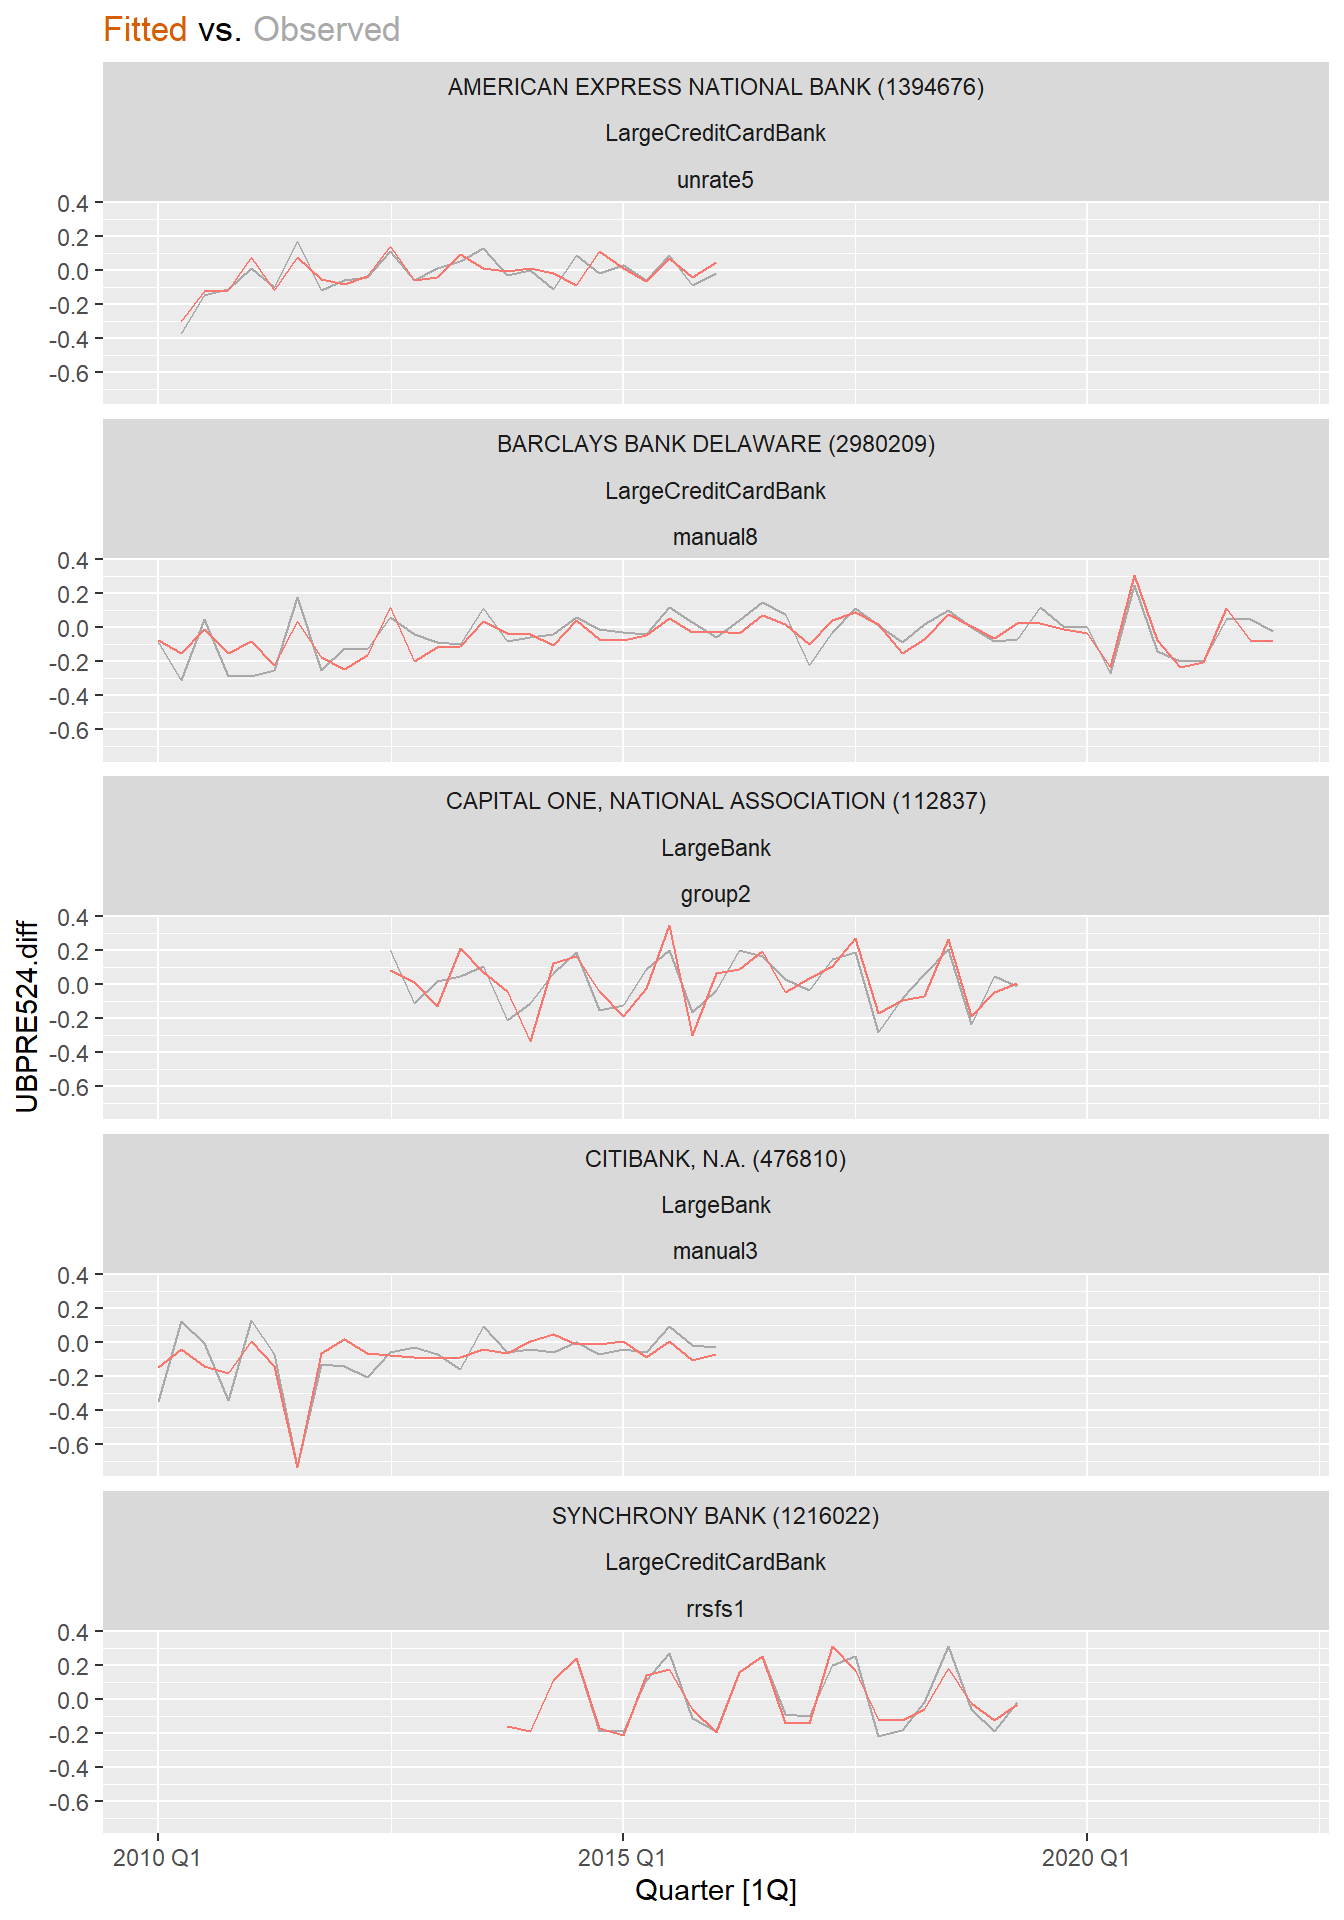 Fitted vs. Observed
AMERICAN EXPRESS NATIONAL BANK (1394676)
LargeCreditCardBank
unrate5
0.4
0.2
0.0
-0.2
-0.4
-0.6
BARCLAYS BANK DELAWARE (2980209)
LargeCreditCardBank
manual8
0.4
0.2
0.0
-0.2
-0.4
-0.6
CAPITAL ONE, NATIONAL ASSOCIATION (112837)
LargeBank
group2
0.4
0.2
0.0
-0.2
-0.4
-0.6
UBPRE524.diff
CITIBANK, N.A. (476810)
LargeBank
manual3
0.4
0.2
0.0
-0.2
-0.4
-0.6
SYNCHRONY BANK (1216022)
LargeCreditCardBank
rrsfs1
0.4
0.2
0.0
-0.2
-0.4
-0.6
2010 Q1 2015 Q1 2020 Q1
Quarter [1Q]